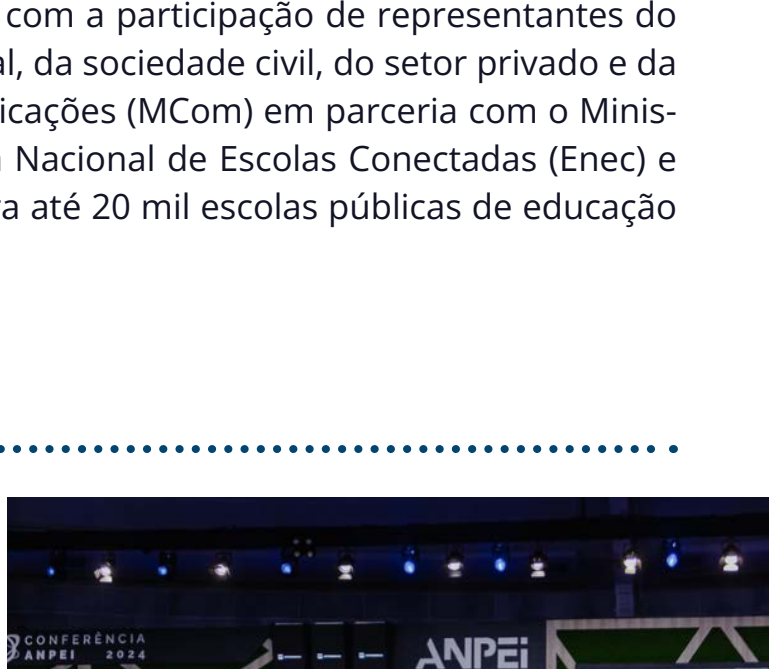 com a participação de representantes do
al, da sociedade civil, do setor privado e da
icações (MCom) em parceria com o Minis-
Nacional de Escolas Conectadas (Enec) e
a até 20 mil escolas públicas de educação
CONFERÊNCIA
ANPEI 2024
ANPEi